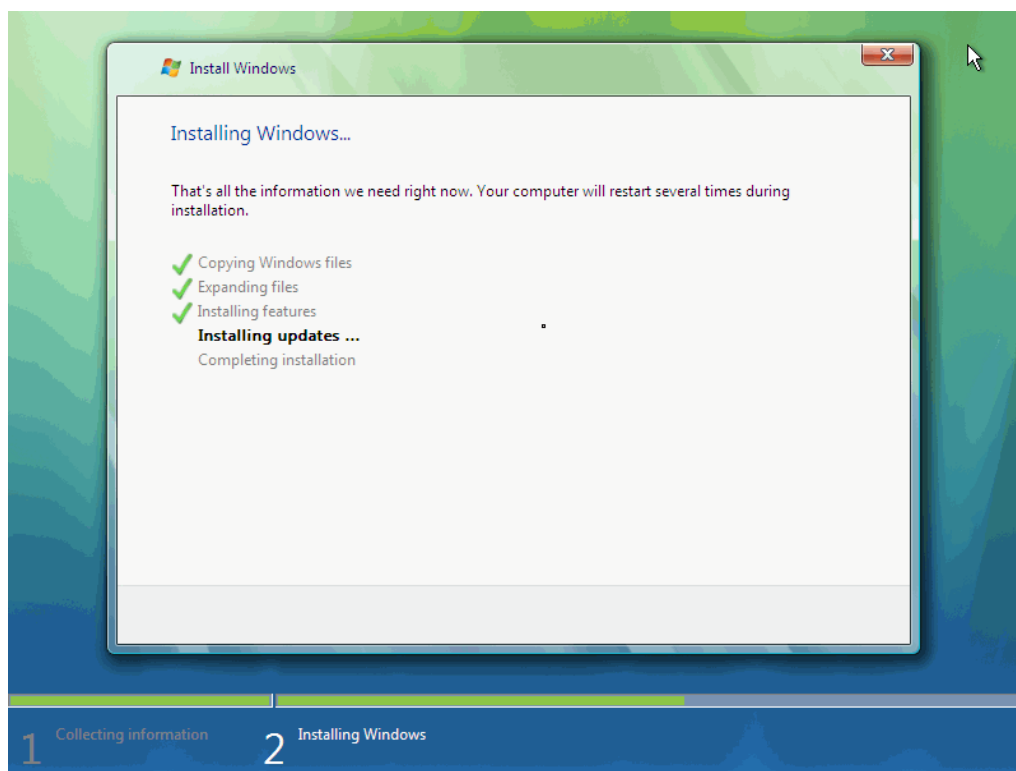 Install Windows
Installing Windows...
That's all the information we need right now. Your computer will restart several times during
installation.
Copying Windows files
Expanding files
Installing features
Installing updates ...
Completing installation
1 Collecting information
2 Installing Windows